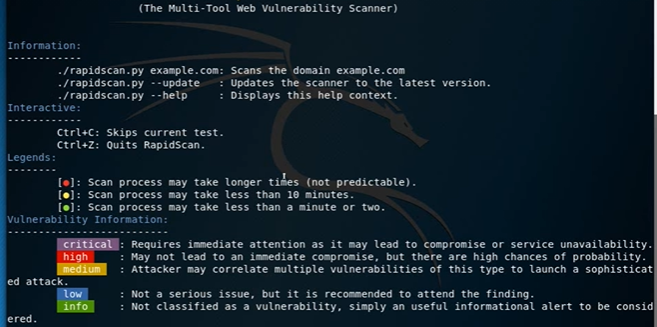 (The Multi-Tool Web Vulnerability Scanner)
Information:
------------
./rapidscan.py example.com: Scans the domain example.com
./rapidscan.py --update   : Updates the scanner to the latest version.
./rapidscan.py --help     : Displays this help context.
Interactive:
------------
Ctrl+C: Skips current test.
Ctrl+Z: Quits RapidScan.
Legends:
--------
[●]: Scan process may take longer times (not predictable).
[●]: Scan process may take less than 10 minutes.
[●]: Scan process may take less than a minute or two.
Vulnerability Information:
--------------------------
critical : Requires immediate attention as it may lead to compromise or service unavailability.
high     : May not lead to an immediate compromise, but there are high chances of probability.
medium   : Attacker may correlate multiple vulnerabilities of this type to launch a sophisticat
ed attack.
low      : Not a serious issue, but it is recommended to attend the finding.
info     : Not classified as a vulnerability, simply an useful informational alert to be consid
ered.